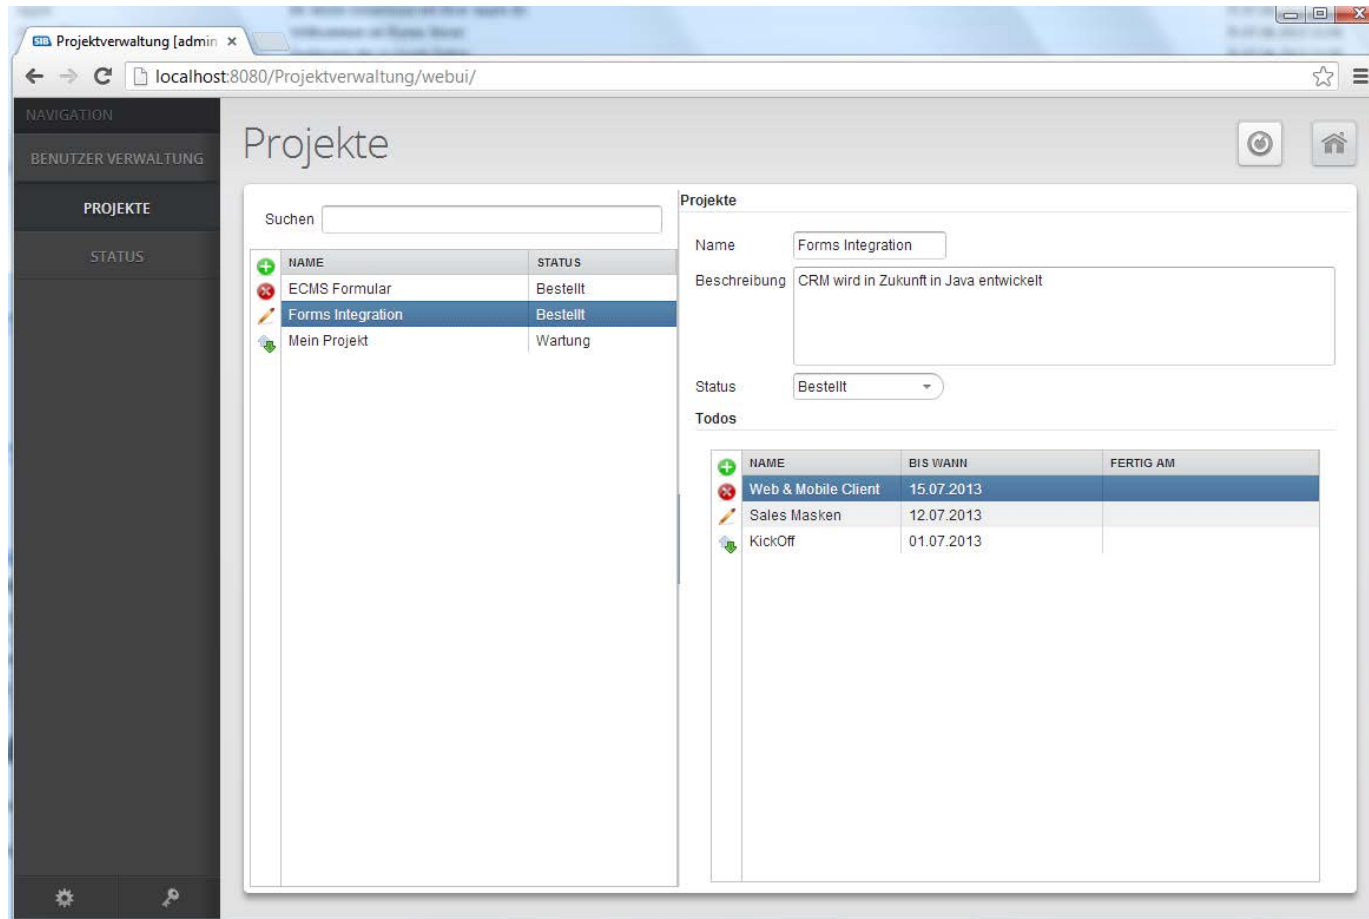 SIB Projektverwaltung [admin
localhost:8080/Projektverwaltung/webui/
NAVIGATION
BENUTZER VERWALTUNG
PROJEKTE
STATUS
Projekte
Suchen
NAME STATUS
ECMS Formular Bestellt
Forms Integration Bestellt
Mein Projekt Wartung
Projekte
Name Forms Integration
Beschreibung CRM wird in Zukunft in Java entwickelt
Status Bestellt
Todos
NAME BIS WANN FERTIG AM
Web & Mobile Client 15.07.2013
Sales Masken 12.07.2013
KickOff 01.07.2013